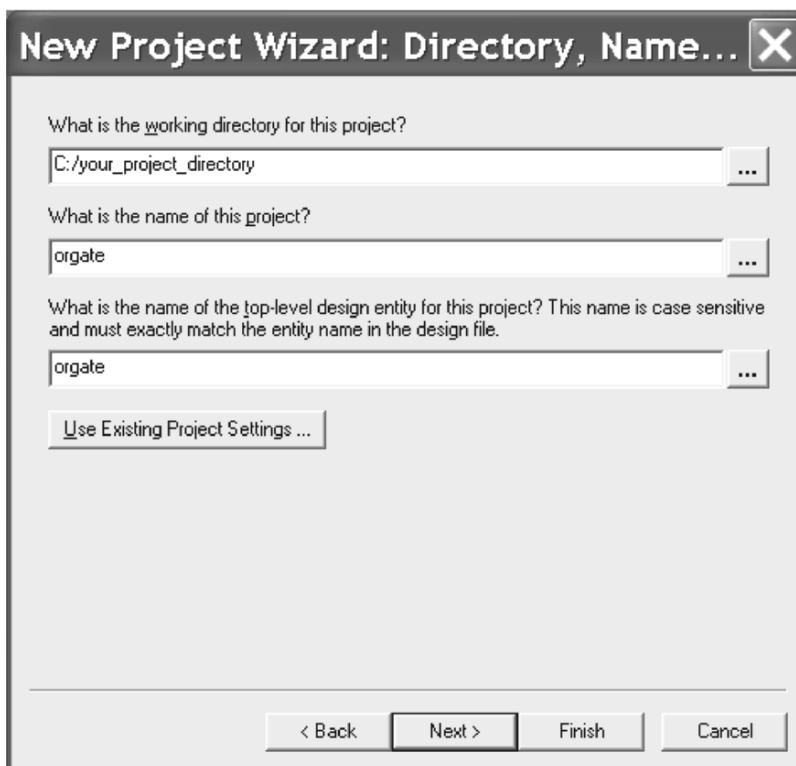 New Project Wizard: Directory, Name...
What is the working directory for this project?
C:/your_project_directory
...
What is the name of this project?
orgate
...
What is the name of the top-level design entity for this project? This name is case sensitive
and must exactly match the entity name in the design file.
orgate
...
Use Existing Project Settings ...
< Back Next > Finish Cancel